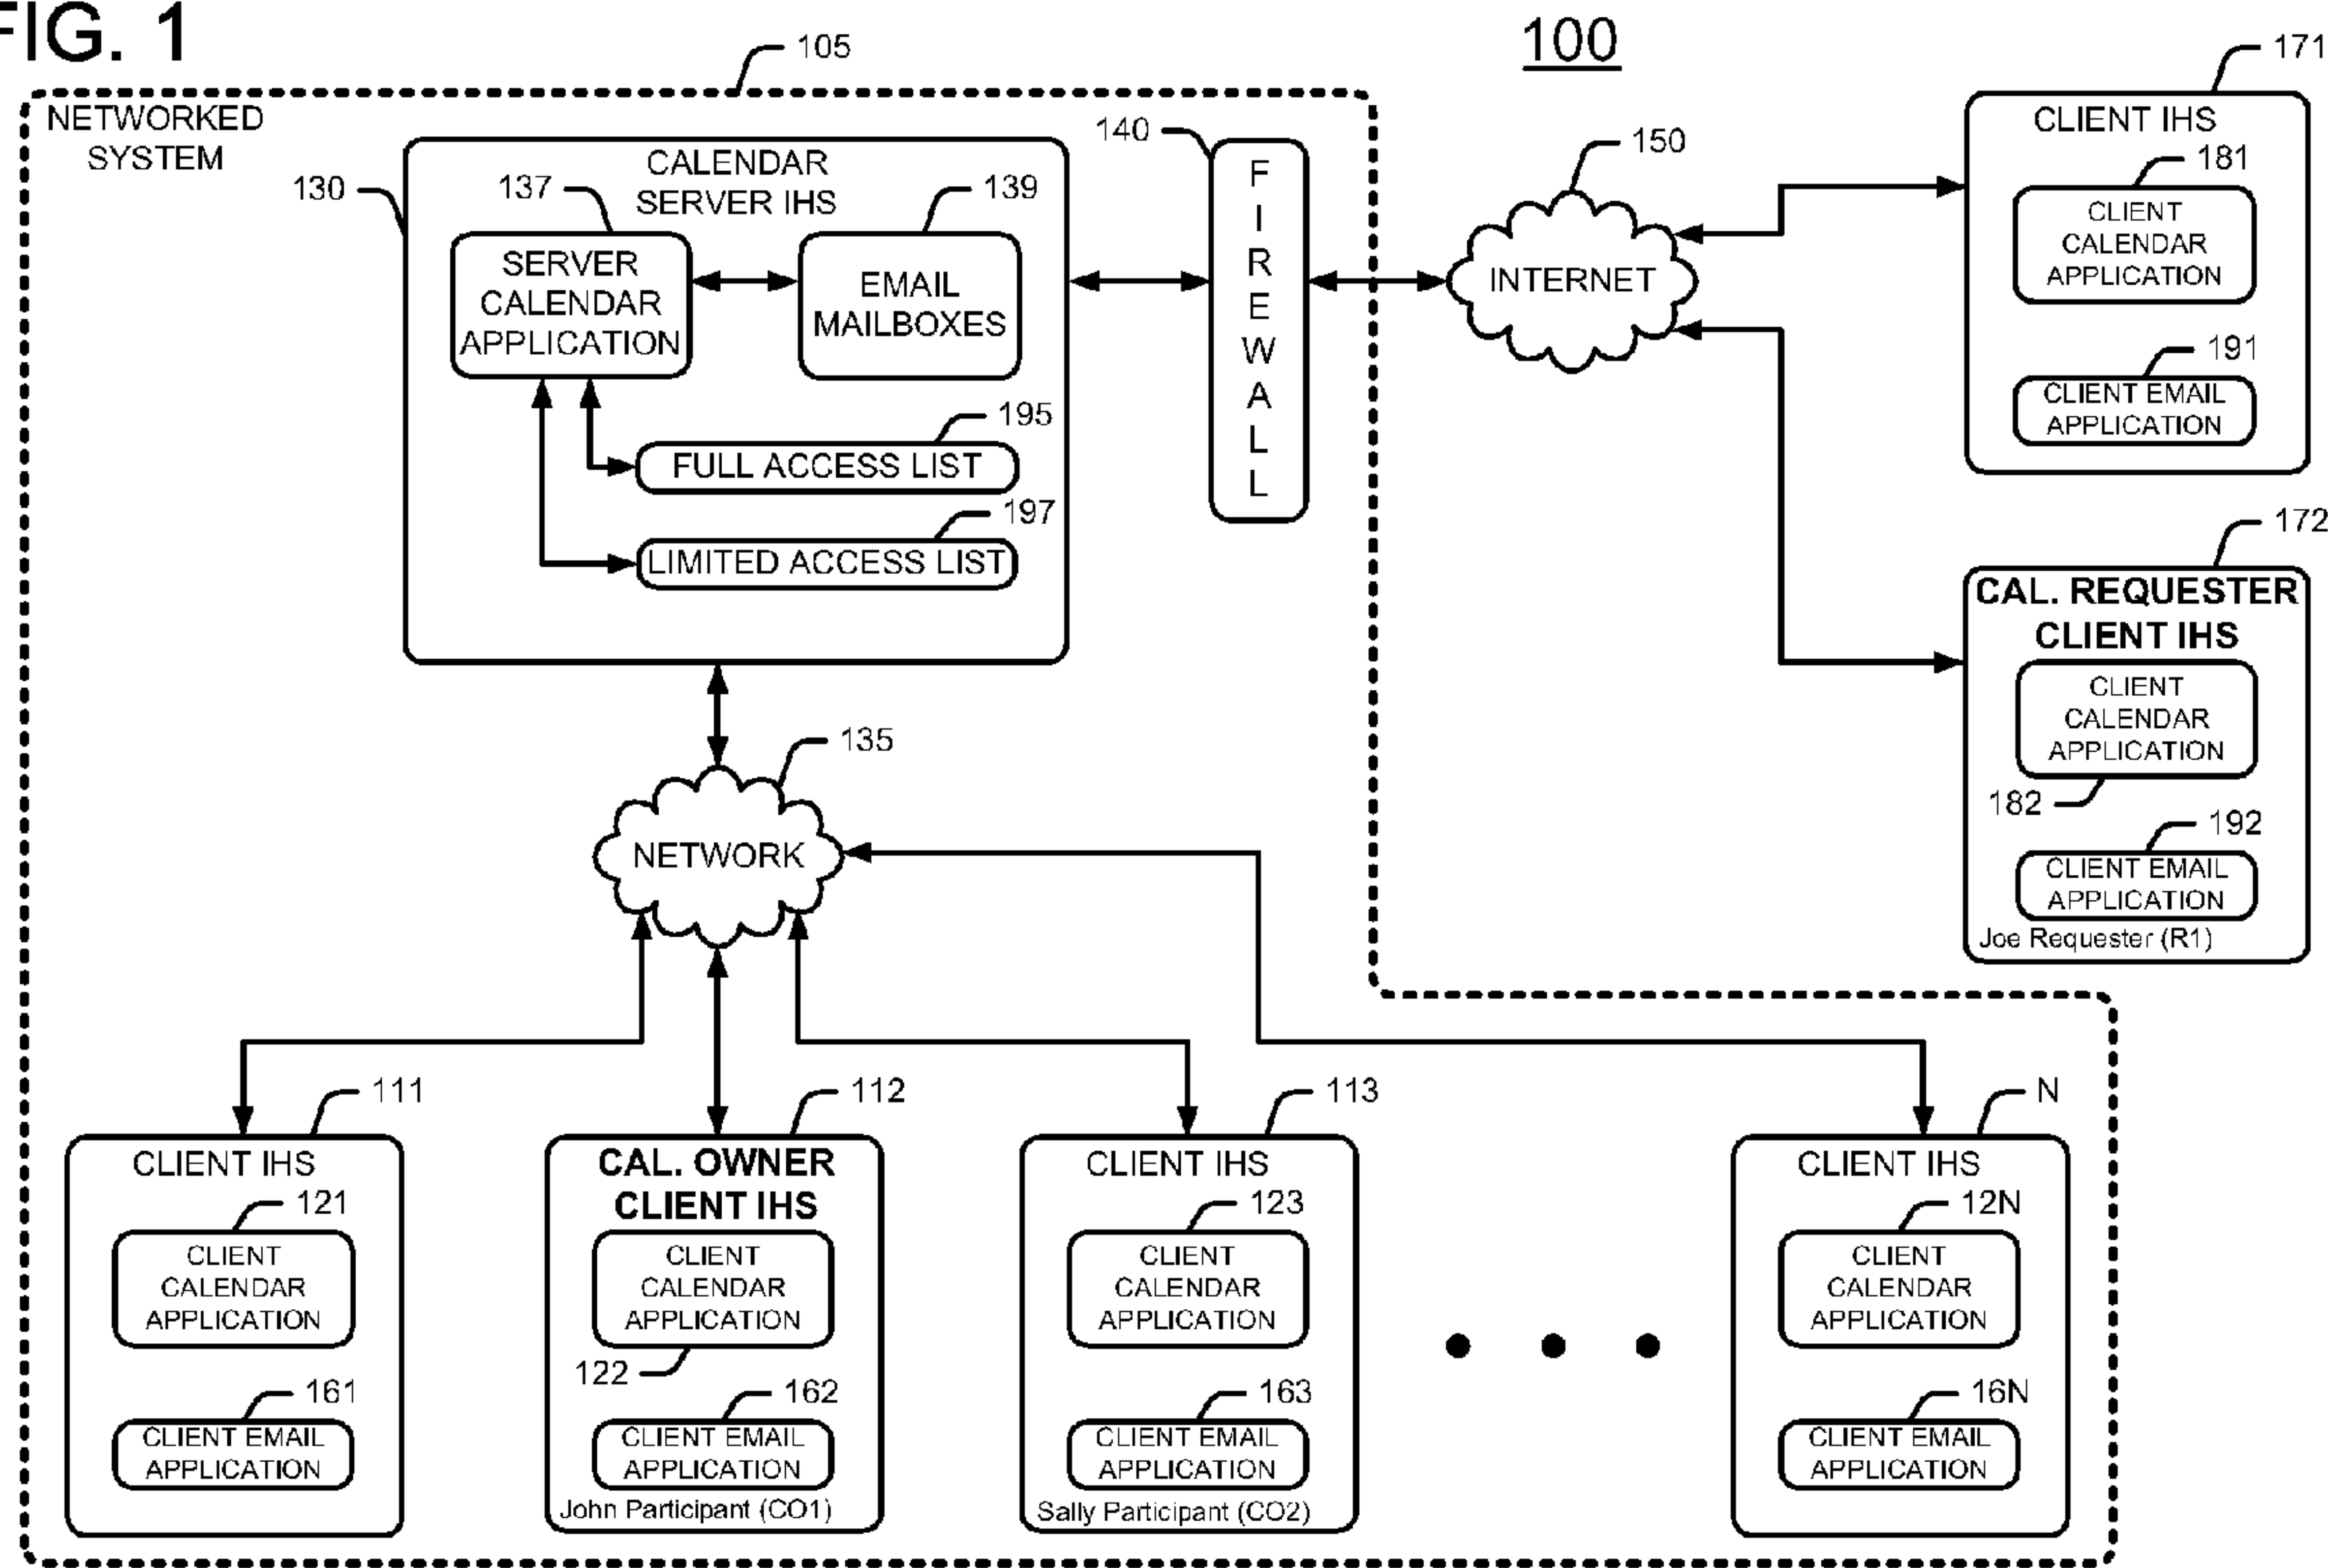 FIG. 1
100
105
NETWORKED
SYSTEM
130
CALENDAR
SERVER IHS
137
139
SERVER
CALENDAR
APPLICATION
EMAIL
MAILBOXES
195
FULL ACCESS LIST
197
LIMITED ACCESS LIST
140
F
I
R
E
W
A
L
L
150
INTERNET
171
CLIENT IHS
181
CLIENT
CALENDAR
APPLICATION
191
CLIENT EMAIL
APPLICATION
172
CAL. REQUESTER
CLIENT IHS
CLIENT
CALENDAR
APPLICATION
182
192
CLIENT EMAIL
APPLICATION
Joe Requester (R1)
135
NETWORK
111
CLIENT IHS
121
CLIENT
CALENDAR
APPLICATION
161
CLIENT EMAIL
APPLICATION
112
CAL. OWNER
CLIENT IHS
CLIENT
CALENDAR
APPLICATION
122
162
CLIENT EMAIL
APPLICATION
John Participant (CO1)
113
CLIENT IHS
123
CLIENT
CALENDAR
APPLICATION
163
CLIENT EMAIL
APPLICATION
Sally Participant (CO2)
N
CLIENT IHS
12N
CLIENT
CALENDAR
APPLICATION
16N
CLIENT EMAIL
APPLICATION